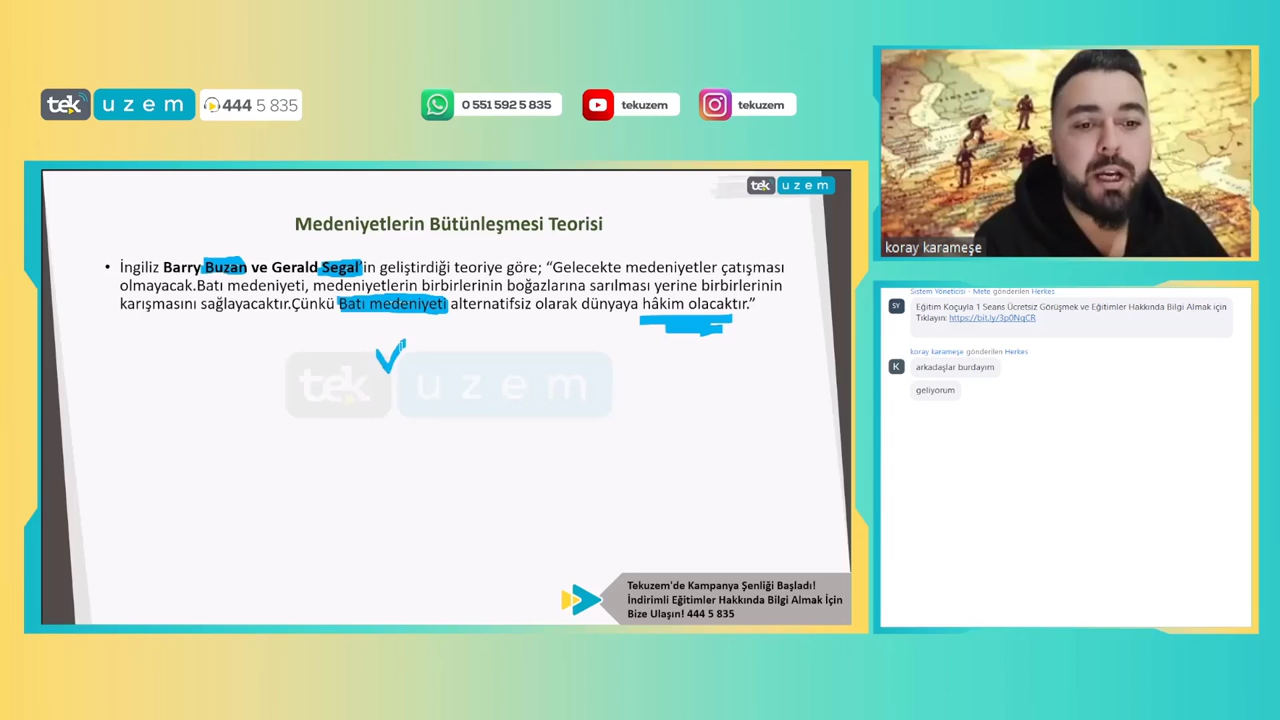 tek uzem 444 5 835
0 551 592 5 835 tekuzem tekuzem
tek uzem
Medeniyetlerin Bütünleşmesi Teorisi
• İngiliz Barry Buzan ve Gerald Segal'in geliştirdiği teoriye göre; “Gelecekte medeniyetler çatışması
olmayacak.Batı medeniyeti, medeniyetlerin birbirlerinin boğazlarına sarılması yerine birbirlerinin
karışmasını sağlayacaktır.Çünkü Batı medeniyeti alternatifsiz olarak dünyaya hâkim olacaktır.”
tek uzem
Tekuzem'de Kampanya Şenliği Başladı!
İndirimli Eğitimler Hakkında Bilgi Almak İçin
Bize Ulaşın! 444 5 835
koray karameşe
Sistem Yöneticisi - Mete gönderilen Herkes
SY
Eğitim Koçuyla 1 Seans Ücretsiz Görüşmek ve Eğitimler Hakkında Bilgi Almak için
Tıklayın: https://bit.ly/3p0NqCR
koray karameşe gönderilen Herkes
K
arkadaşlar burdayım
geliyorum